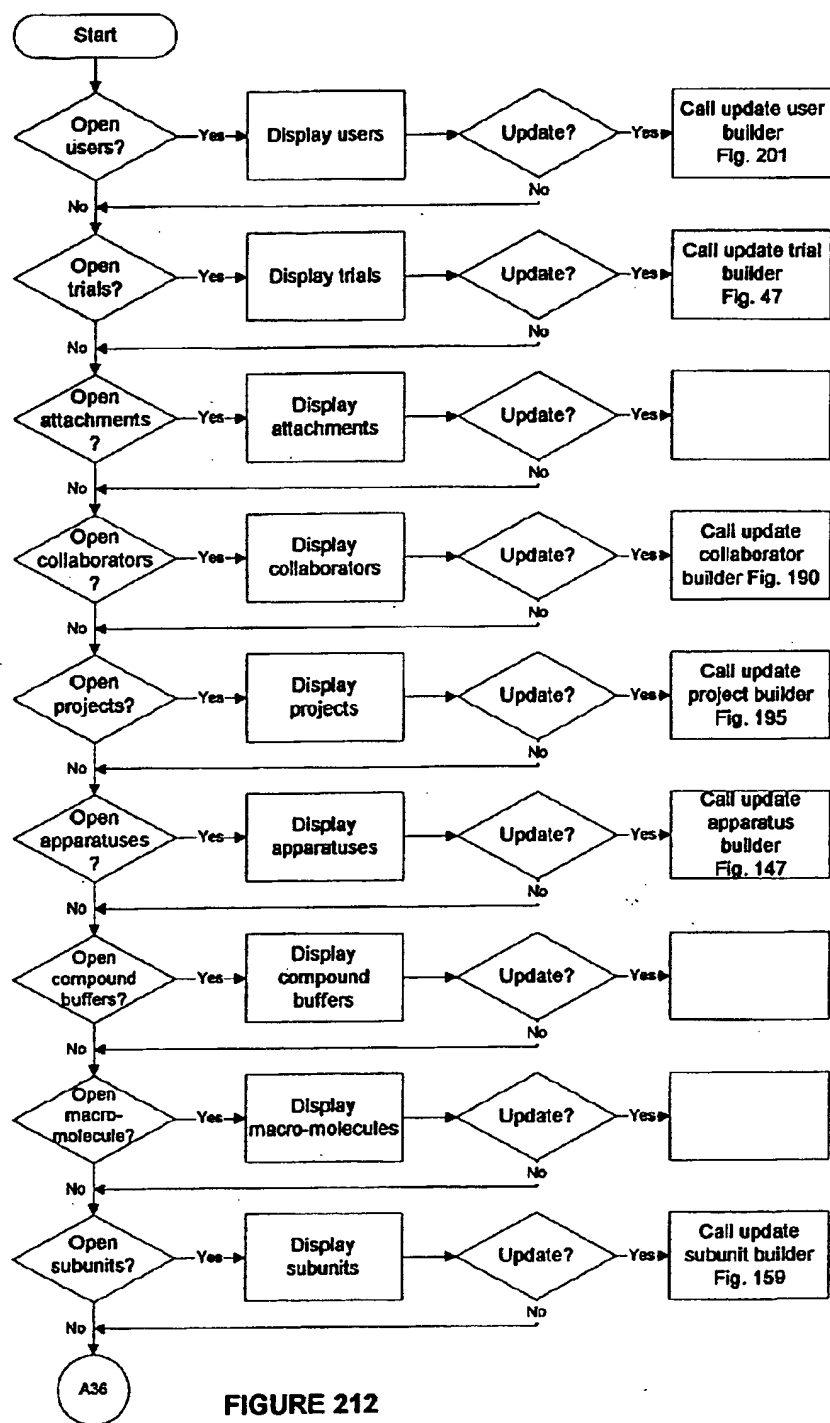 Start
Open
users?
Yes
Display users
Update?
Yes
Call update user
builder
Fig. 201
No
No
Open
trials?
Yes
Display trials
Update?
Yes
Call update trial
builder
Fig. 47
No
No
Open
attachments
?
Yes
Display
attachments
Update?
Yes
No
No
Open
collaborators
?
Yes
Display
collaborators
Update?
Yes
Call update
collaborator
builder Fig. 190
No
No
Open
projects?
Yes
Display
projects
Update?
Yes
Call update
project builder
Fig. 195
No
No
Open
apparatuses
?
Yes
Display
apparatuses
Update?
Yes
Call update
apparatus
builder
Fig. 147
No
No
Open
compound
buffers?
Yes
Display
compound
buffers
Update?
Yes
No
No
Open
macro-
molecule?
Yes
Display
macro-molecules
Update?
Yes
No
No
Open
subunits?
Yes
Display
subunits
Update?
Yes
Call update
subunit builder
Fig. 159
No
No
A36
FIGURE 212